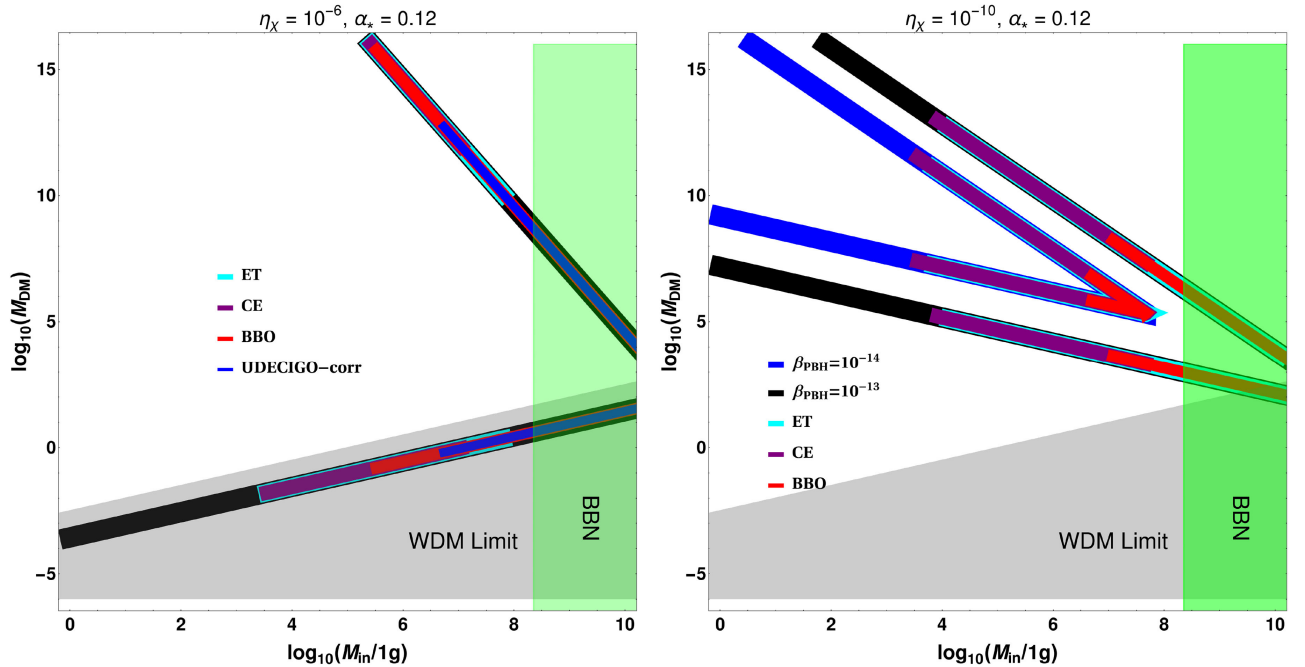 η_χ = 10^{-6}, α_* = 0.12
15
10
5
0
−5
log₁₀(M_DM)
ET
CE
BBO
UDECIGO−corr
WDM Limit
BBN
0
2
4
6
8
10
log₁₀(M_in/1g)
η_χ = 10^{-10}, α_* = 0.12
15
10
5
0
−5
log₁₀(M_DM)
β_PBH=10^{-14}
β_PBH=10^{-13}
ET
CE
BBO
WDM Limit
BBN
0
2
4
6
8
10
log₁₀(M_in/1g)